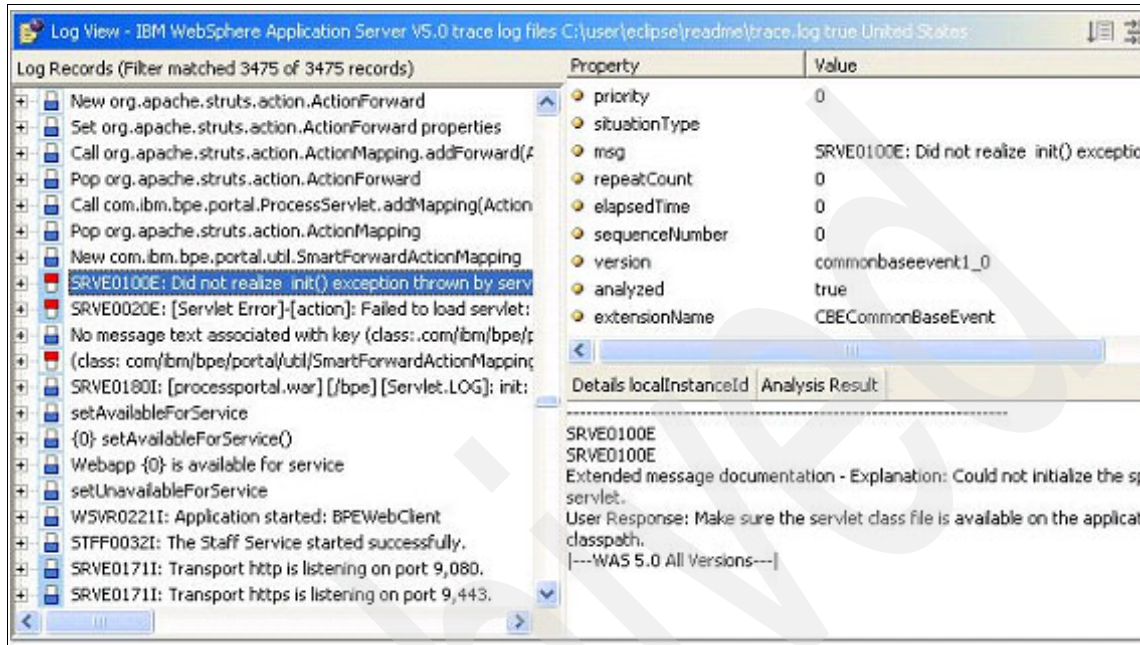 Log View - IBM WebSphere Application Server V5.0 trace log files C:\user\eclipse\readme\trace.log true United States
Log Records (Filter matched 3475 of 3475 records)
New org.apache.struts.action.ActionForward
Set org.apache.struts.action.ActionForward properties
Call org.apache.struts.action.ActionMapping.addForward(A
Pop org.apache.struts.action.ActionForward
Call com.ibm.bpe.portal.ProcessServlet.addMapping(Action
Pop org.apache.struts.action.ActionMapping
New com.ibm.bpe.portal.util.SmartForwardActionMapping
SRVE0100E: Did not realize init() exception thrown by serv
SRVE0020E: [Servlet Error]-[action]: Failed to load servlet:
No message text associated with key (class:.com/ibm/bpe/p
(class: com/ibm/bpe/portal/util/SmartForwardActionMapping
SRVE0180I: [processportal.war] [/bpe] [Servlet.LOG]: init:
setAvailableForService
{0} setAvailableForService()
Webapp {0} is available for service
setUnavailableForService
WSVR0221I: Application started: BPEWebClient
STFF0032I: The Staff Service started successfully.
SRVE0171I: Transport http is listening on port 9,080.
SRVE0171I: Transport https is listening on port 9,443.
Property Value
priority 0
situationType
msg SRVE0100E: Did not realize init() exceptio
repeatCount 0
elapsedTime 0
sequenceNumber 0
version commonbaseevent1_0
analyzed true
extensionName CBECommonBaseEvent
Details localInstanceId Analysis Result
SRVE0100E
SRVE0100E
Extended message documentation - Explanation: Could not initialize the sp
servlet.
User Response: Make sure the servlet class file is available on the applicat
classpath.
|---WAS 5.0 All Versions---|